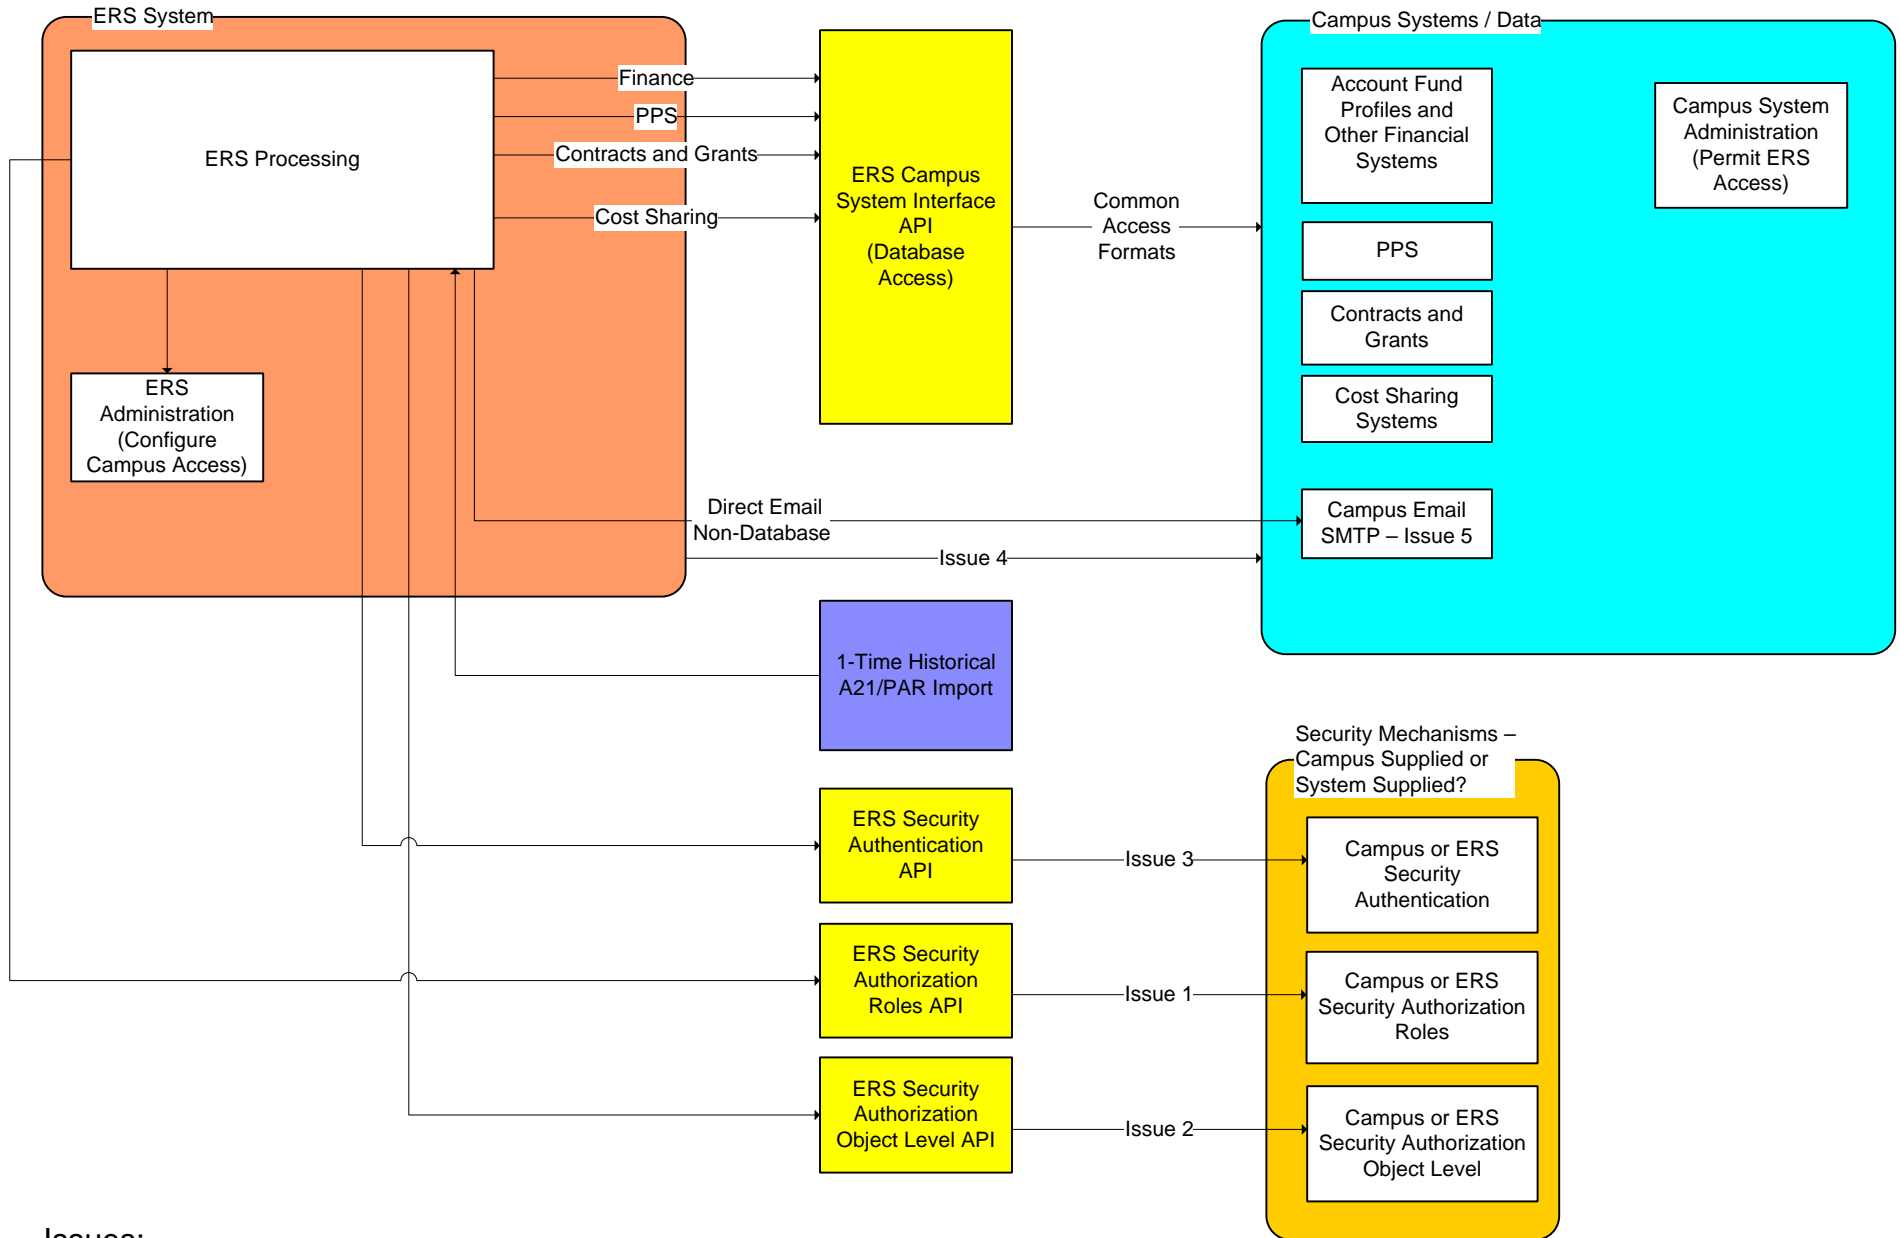 ERS System
ERS Processing
Finance
PPS
Contracts and Grants
Cost Sharing
ERS
Administration
(Configure
Campus Access)
ERS Campus
System Interface
API
(Database
Access)
Common
Access
Formats
Campus Systems / Data
Account Fund
Profiles and
Other Financial
Systems
Campus System
Administration
(Permit ERS
Access)
PPS
Contracts and
Grants
Cost Sharing
Systems
Direct Email
Non-Database
Campus Email
SMTP – Issue 5
Issue 4
1-Time Historical
A21/PAR Import
Security Mechanisms –
Campus Supplied or
System Supplied?
ERS Security
Authentication
API
Issue 3
Campus or ERS
Security
Authentication
ERS Security
Authorization
Roles API
Issue 1
Campus or ERS
Security Authorization
Roles
ERS Security
Authorization
Object Level API
Issue 2
Campus or ERS
Security Authorization
Object Level
Issues: